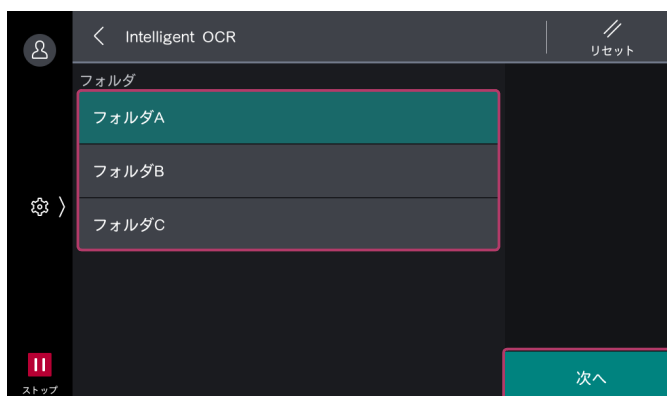 Intelligent OCR
リセット
フォルダ
フォルダA
フォルダB
フォルダC
ストップ
次へ